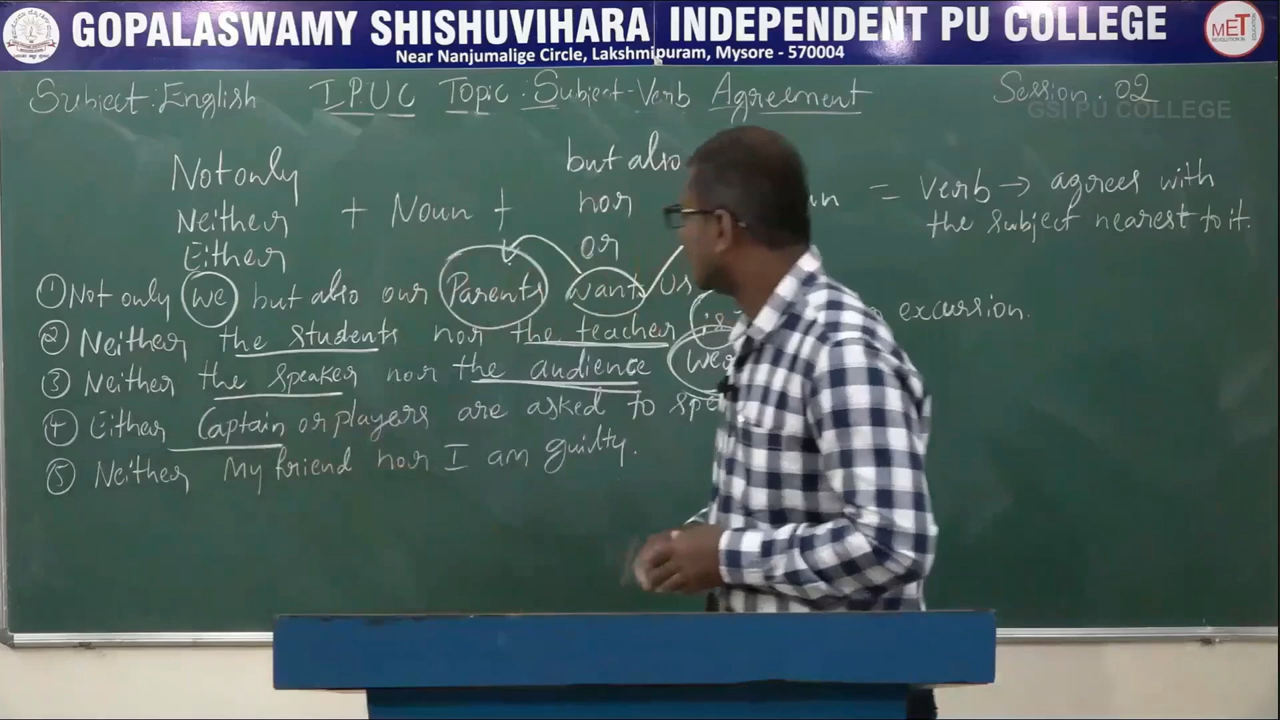 GOPALASWAMY SHISHUVIHARA INDEPENDENT PU COLLEGE
Near Nanjumalige Circle, Lakshmipuram, Mysore - 570004
MET
Subject. English I.P.U.C Topic. Subject-Verb Agreement Session. 02
GSI PU COLLEGE
Not only but also
Neither + Noun + nor = Verb → agrees with
Either or the subject nearest to it.
① Not only we but also our Parents want us excursion.
② Neither the students nor the teacher is
③ Neither the speaker nor the audience
④ Either Captain or players are asked to
⑤ Neither My friend nor I am guilty.